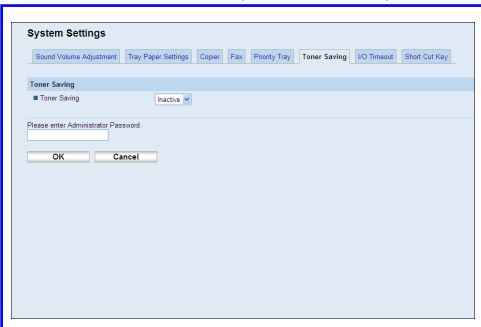 System Settings
Sound Volume Adjustment Tray Paper Settings Copier Fax Priority Tray Toner Saving I/O Timeout Short Cut Key
Toner Saving
Toner Saving : Inactive
Please enter Administrator Password.
OK Cancel